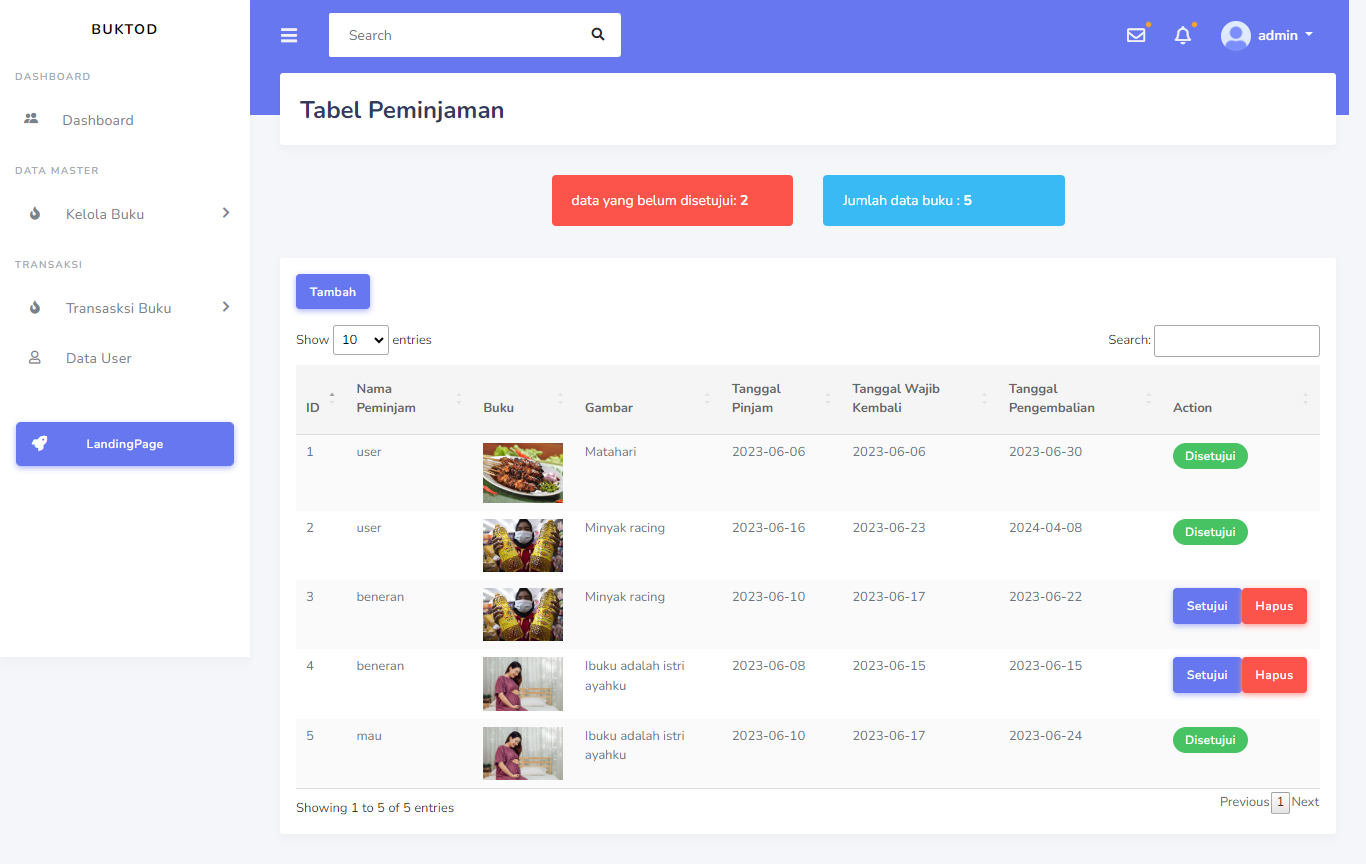 BUKTOD
Search
admin
DASHBOARD
Dashboard
Tabel Peminjaman
DATA MASTER
Kelola Buku
data yang belum disetujui: 2
Jumlah data buku : 5
TRANSAKSI
Transasksi Buku
Data User
LandingPage
Tambah
Show 10 entries
Search:
ID
Nama
Peminjam
Buku
Gambar
Tanggal
Pinjam
Tanggal Wajib
Kembali
Tanggal
Pengembalian
Action
1 user Matahari 2023-06-06 2023-06-06 2023-06-30 Disetujui
2 user Minyak racing 2023-06-16 2023-06-23 2024-04-08 Disetujui
3 beneran Minyak racing 2023-06-10 2023-06-17 2023-06-22 Setujui Hapus
4 beneran Ibuku adalah istri 2023-06-08 2023-06-15 2023-06-15 Setujui Hapus
ayahku
5 mau Ibuku adalah istri 2023-06-10 2023-06-17 2023-06-24 Disetujui
ayahku
Showing 1 to 5 of 5 entries
Previous 1 Next